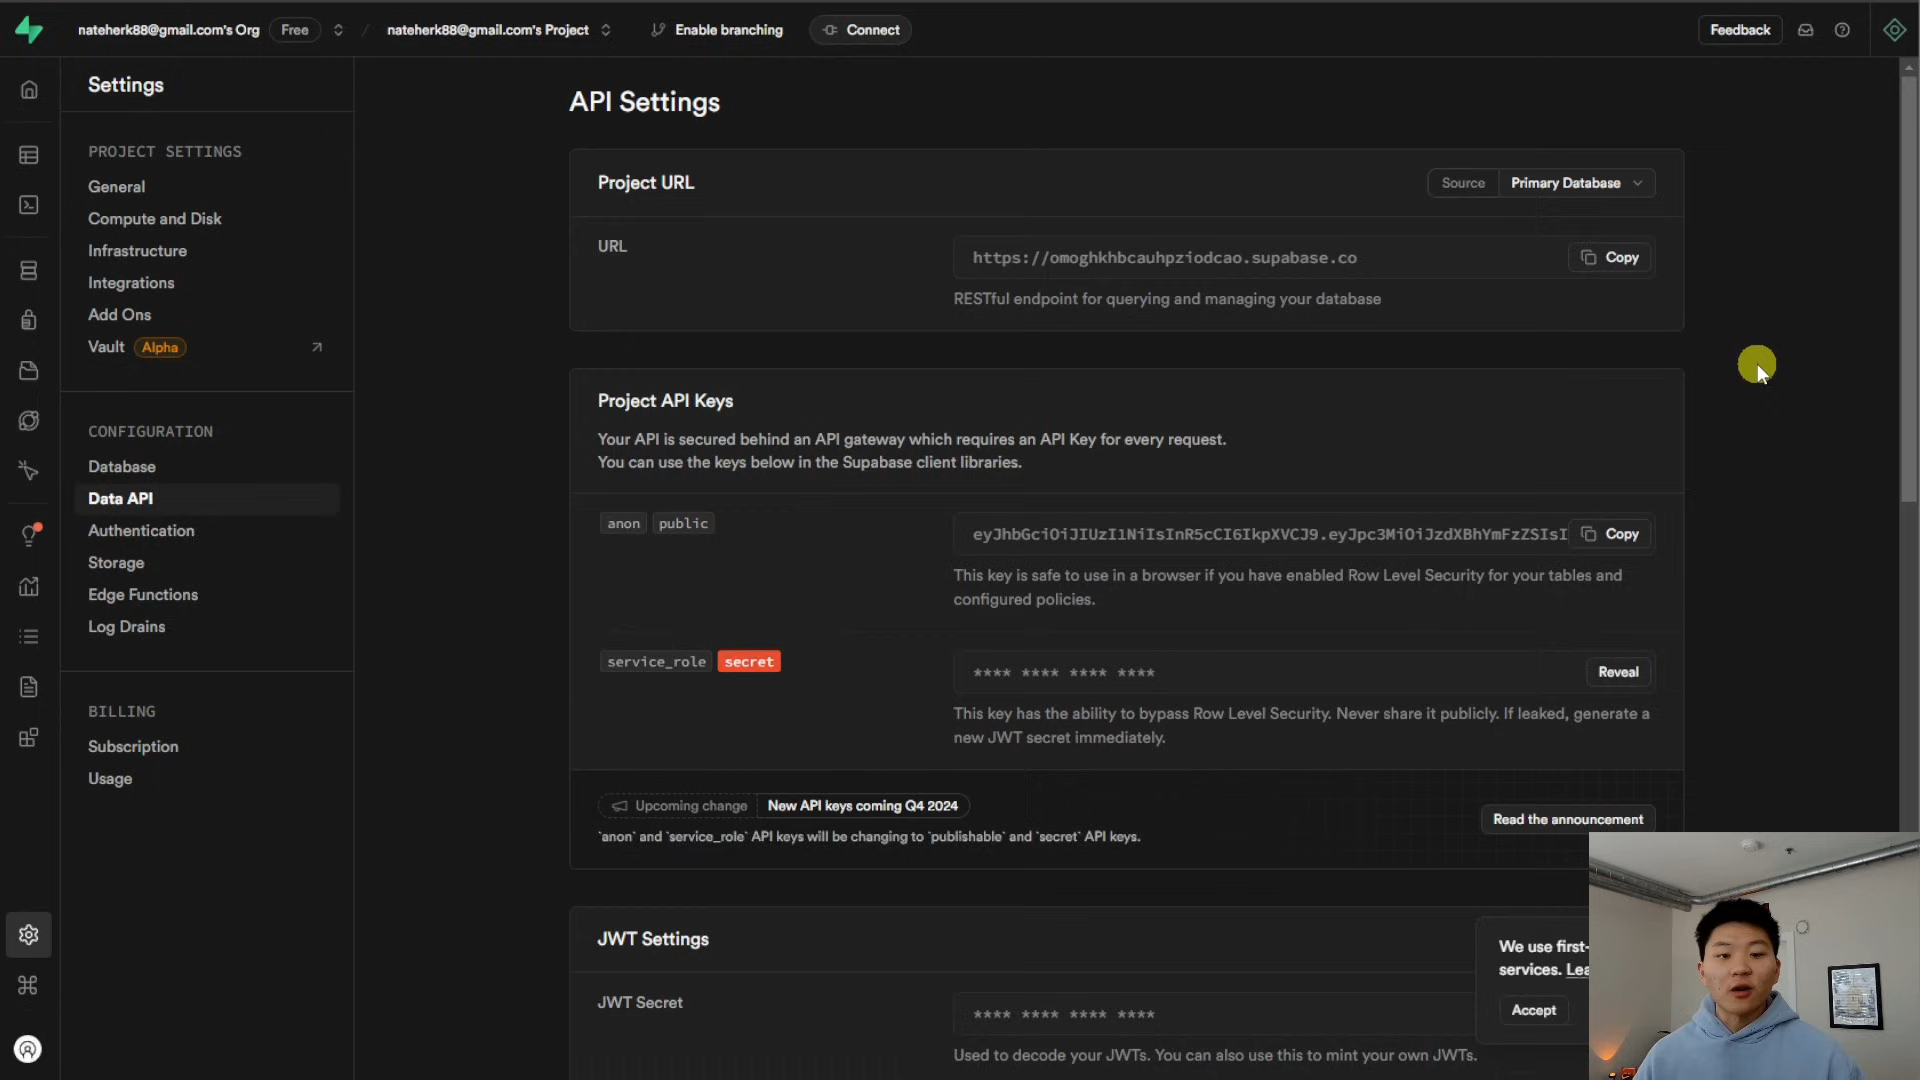 nateherk88@gmail.com's Org Free / nateherk88@gmail.com's Project Enable branching Connect Feedback
Settings
PROJECT SETTINGS
General
Compute and Disk
Infrastructure
Integrations
Add Ons
Vault Alpha
CONFIGURATION
Database
Data API
Authentication
Storage
Edge Functions
Log Drains
BILLING
Subscription
Usage
API Settings
Project URL
Source Primary Database
URL
https://omoghkhbcauhpziodcao.supabase.co Copy
RESTful endpoint for querying and managing your database
Project API Keys
Your API is secured behind an API gateway which requires an API Key for every request.
You can use the keys below in the Supabase client libraries.
anon public
eyJhbGciOiJIUzI1NiIsInR5cCI6IkpXVCJ9.eyJpc3MiOiJzdXBhYmFzZSIsI Copy
This key is safe to use in a browser if you have enabled Row Level Security for your tables and
configured policies.
service_role secret
**** **** **** **** Reveal
This key has the ability to bypass Row Level Security. Never share it publicly. If leaked, generate a
new JWT secret immediately.
Upcoming change New API keys coming Q4 2024
`anon` and `service_role` API keys will be changing to `publishable` and `secret` API keys.
Read the announcement
JWT Settings
JWT Secret
**** **** **** ****
Used to decode your JWTs. You can also use this to mint your own JWTs.
We use first-
services. Lea
Accept